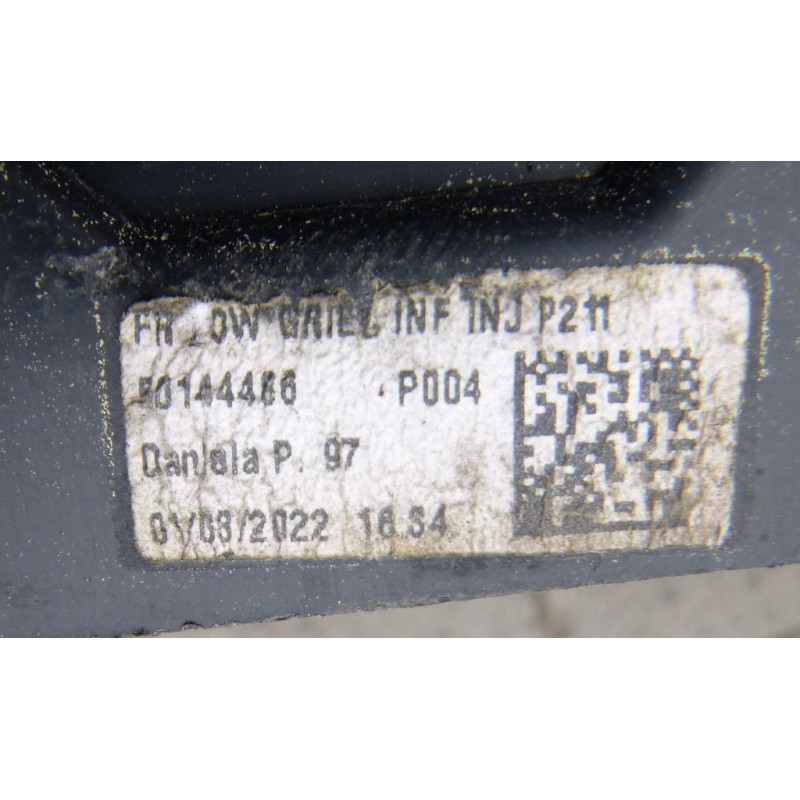 FR LOW GRILL INF INJ P211
50144486 P004
Daniela P. 97
01/08/2022 16:34